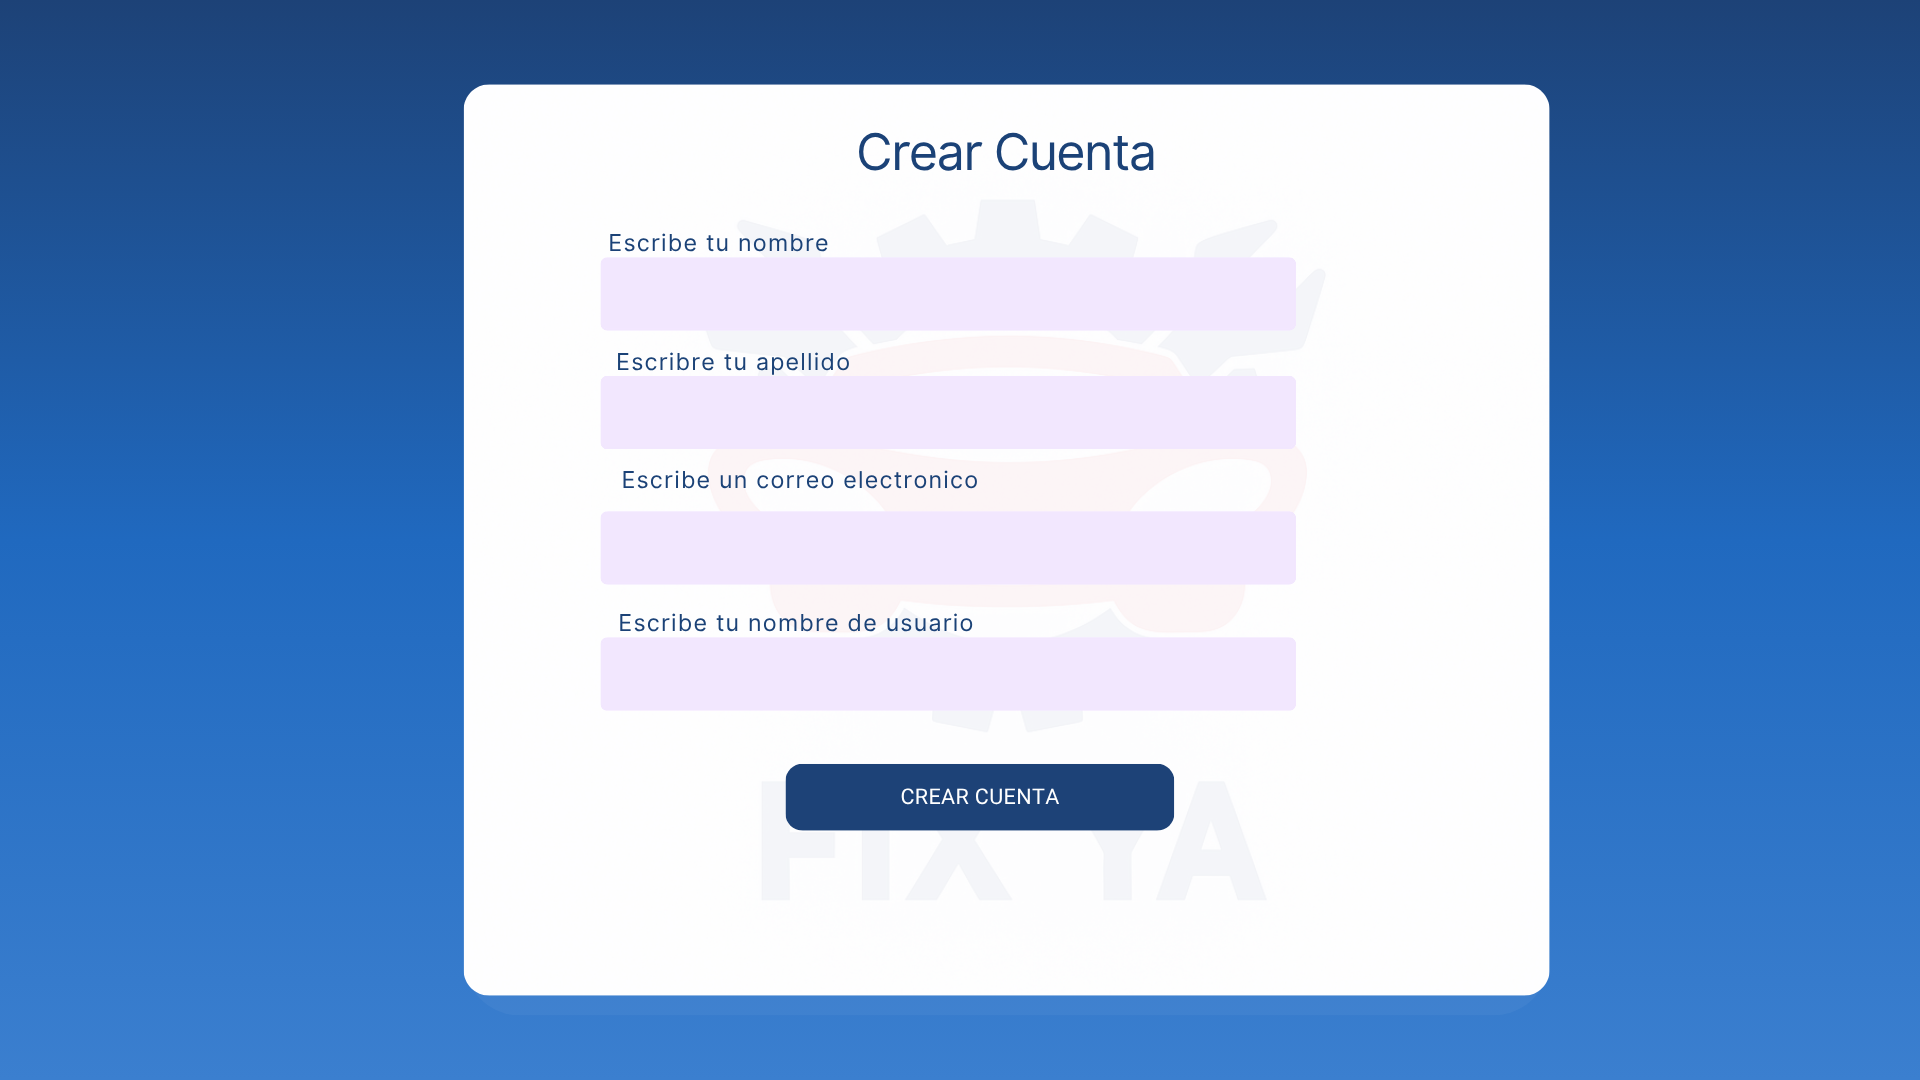 Crear Cuenta
Escribe tu nombre
Escribre tu apellido
Escribe un correo electronico
Escribe tu nombre de usuario
CREAR CUENTA
FIX YA